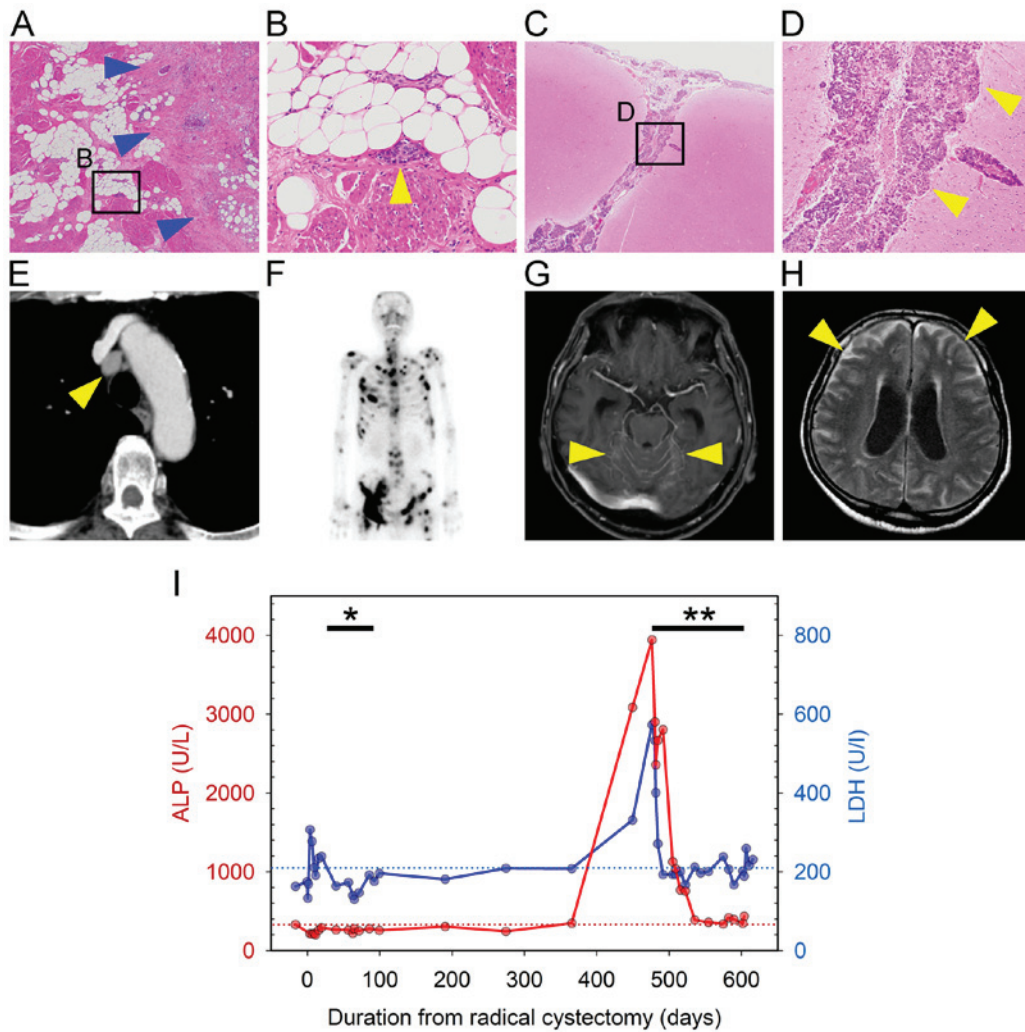 A
B
C
D
B
D
E
F
G
H
I
*
**
4000
3000
2000
1000
0
ALP (U/L)
800
600
400
200
0
LDH (U/l)
0
100
200
300
400
500
600
Duration from radical cystectomy (days)